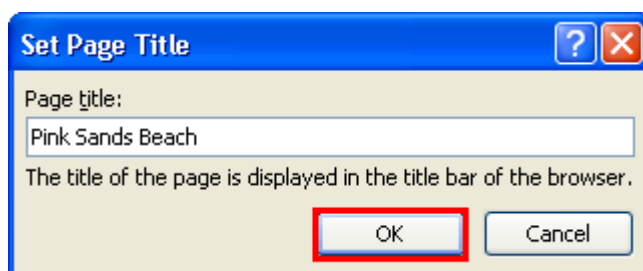 Set Page Title
Page title:
Pink Sands Beach
The title of the page is displayed in the title bar of the browser.
OK Cancel